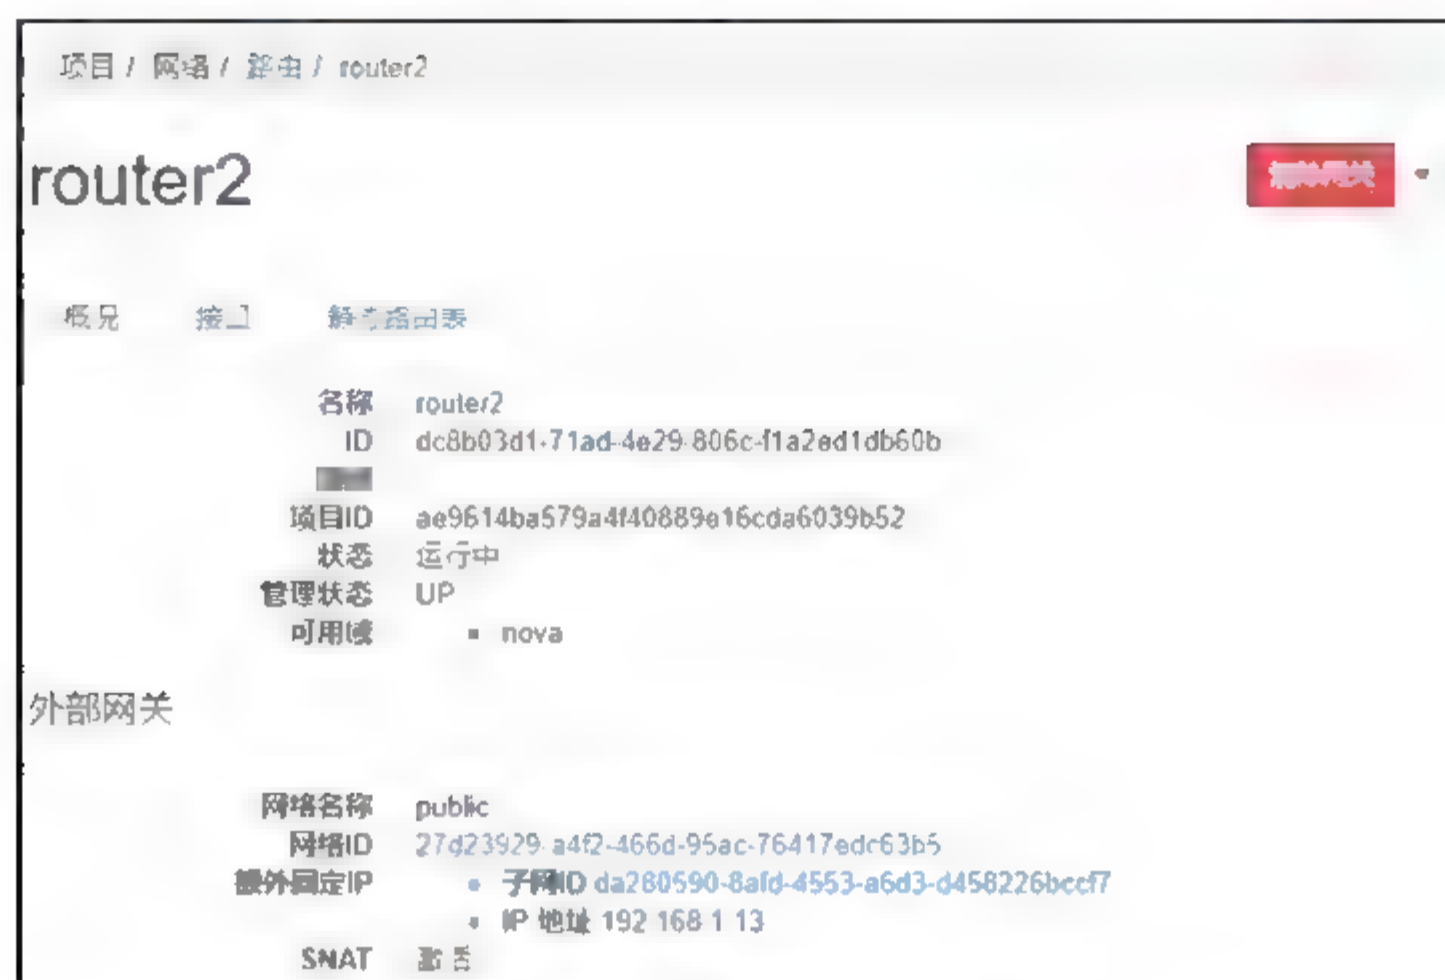 项目 / 网络 / 路由 / router2
router2
概况 接口 静态路由表
名称 router2
ID dc8b03d1-71ad-4e29-806c-f1a2ed1db60b
项目ID ae9614ba579a4f40889e16cda6039b52
状态 运行中
管理状态 UP
可用域 ▪ nova
外部网关
网络名称 public
网络ID 27d23929-a4f2-466d-95ac-76417edc63b5
额外固定IP • 子网ID da280590-8afd-4553-a6d3-d458226bccf7
• IP 地址 192.168.1.13
SNAT 激活